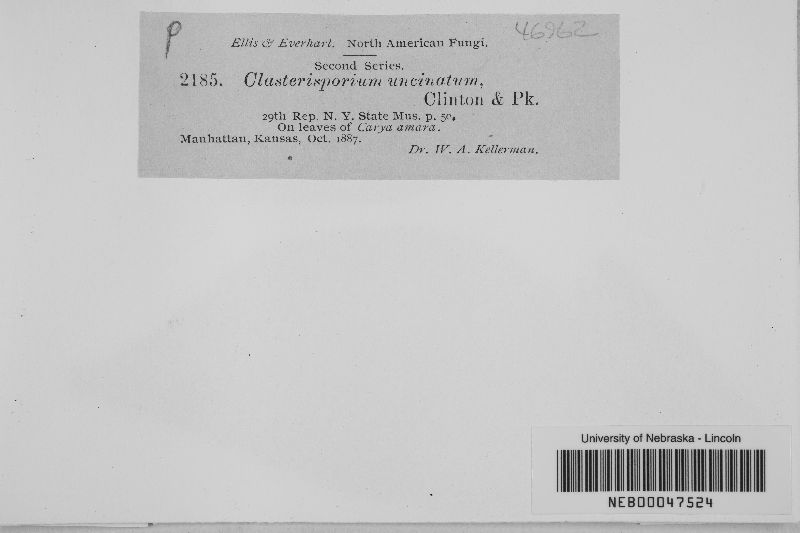 P
46962
Ellis & Everhart. North American Fungi.
Second Series.
2185. Clasterisporium uncinatum,
Clinton & Pk.
29th Rep. N. Y. State Mus. p. 50.
On leaves of Carya amara.
Manhattan, Kansas, Oct. 1887.
Dr. W. A. Kellerman.
University of Nebraska - Lincoln
NEB00047524